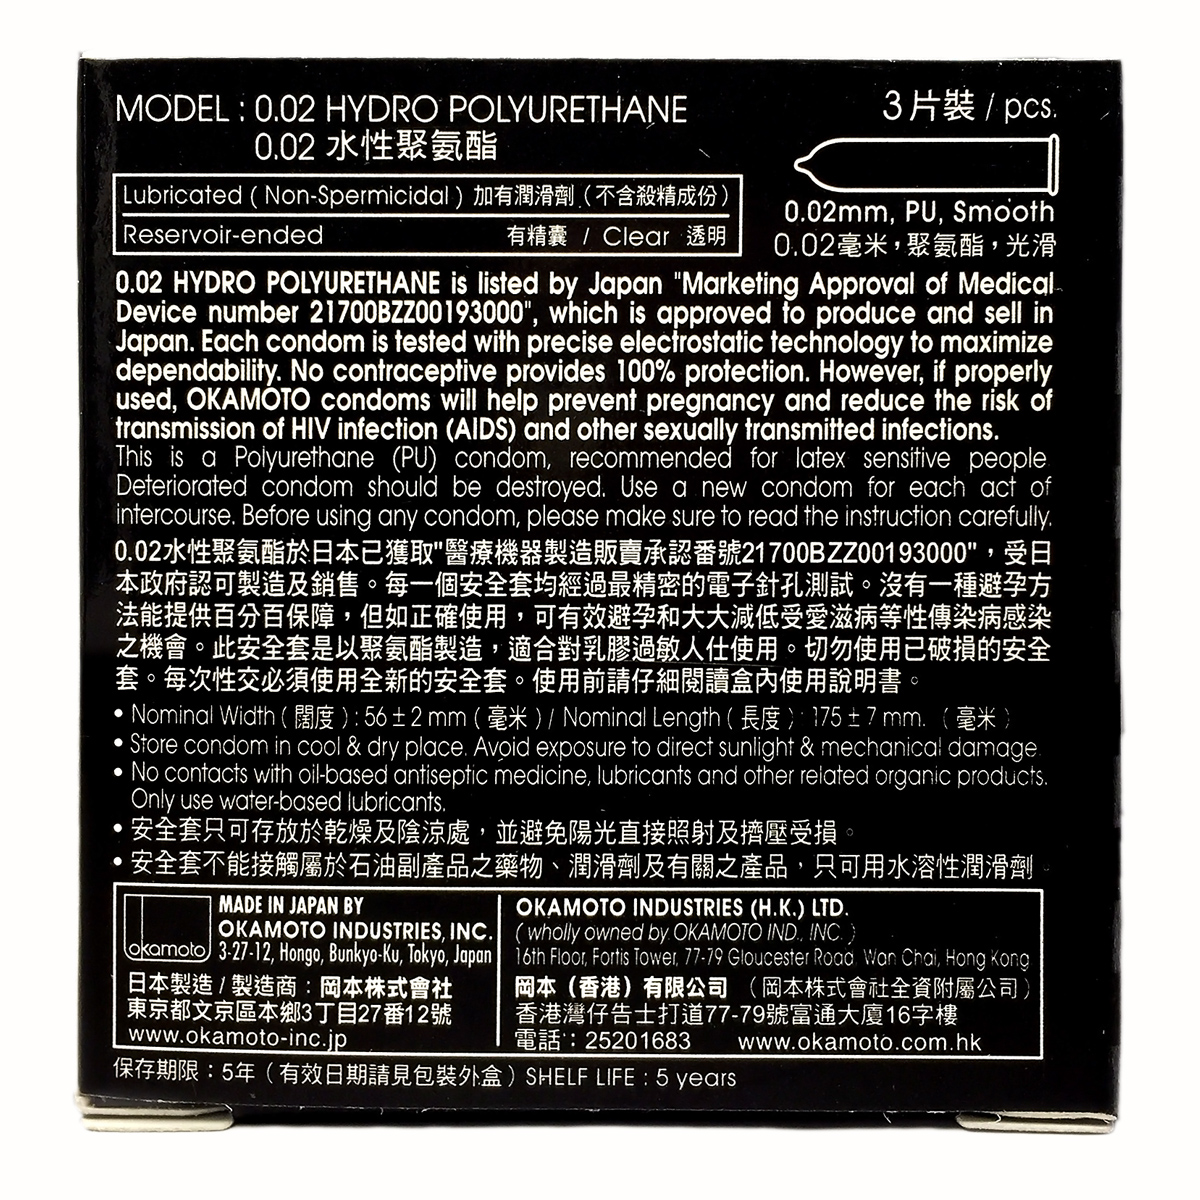 MODEL : 0.02 HYDRO POLYURETHANE
0.02 水性聚氨酯
3片裝 / pcs.
Lubricated ( Non-Spermicidal ) 加有潤滑劑 (不含殺精成份)
Reservoir-ended 有精囊 / Clear 透明
0.02mm, PU, Smooth
0.02毫米，聚氨酯，光滑
0.02 HYDRO POLYURETHANE is listed by Japan "Marketing Approval of Medical
Device number 21700BZZ00193000", which is approved to produce and sell in
Japan. Each condom is tested with precise electrostatic technology to maximize
dependability. No contraceptive provides 100% protection. However, if properly
used, OKAMOTO condoms will help prevent pregnancy and reduce the risk of
transmission of HIV infection (AIDS) and other sexually transmitted infections.
This is a Polyurethane (PU) condom, recommended for latex sensitive people
Deteriorated condom should be destroyed. Use a new condom for each act of
intercourse. Before using any condom, please make sure to read the instruction carefully.
0.02水性聚氨酯於日本已獲取"醫療機器製造販賣承認番號21700BZZ00193000"，受日
本政府認可製造及銷售。每一個安全套均經過最精密的電子針孔測試。沒有一種避孕方
法能提供百分百保障，但如正確使用，可有效避孕和大大減低受愛滋病等性傳染病感染
之機會。此安全套是以聚氨酯製造，適合對乳膠過敏人仕使用。切勿使用已破損的安全
套。每次性交必須使用全新的安全套。使用前請仔細閱讀盒內使用說明書。
• Nominal Width ( 闊度 ) : 56 ± 2 mm ( 毫米 ) / Nominal Length ( 長度 ) : 175 ± 7 mm. ( 毫米 )
• Store condom in cool & dry place. Avoid exposure to direct sunlight & mechanical damage.
• No contacts with oil-based antiseptic medicine, lubricants and other related organic products.
Only use water-based lubricants.
• 安全套只可存放於乾燥及陰涼處，並避免陽光直接照射及擠壓受損。
• 安全套不能接觸屬於石油副產品之藥物、潤滑劑及有關之產品，只可用水溶性潤滑劑
okamoto
MADE IN JAPAN BY
OKAMOTO INDUSTRIES, INC.
3-27-12, Hongo, Bunkyo-Ku, Tokyo, Japan
日本製造 / 製造商 : 岡本株式會社
東京都文京區本鄉3丁目27番12號
www.okamoto-inc.jp
OKAMOTO INDUSTRIES (H.K.) LTD.
( wholly owned by OKAMOTO IND., INC. )
16th Floor, Fortis Tower, 77-79 Gloucester Road, Wan Chai, Hong Kong
岡本（香港）有限公司 （岡本株式會社全資附屬公司）
香港灣仔告士打道77-79號富通大廈16字樓
電話 : 25201683 www.okamoto.com.hk
保存期限 : 5年 ( 有效日期請見包裝外盒 ) SHELF LIFE : 5 years